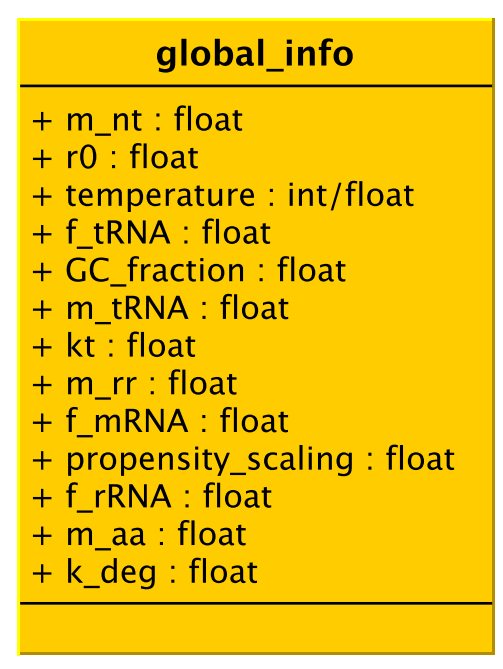 global_info
+ m_nt : float
+ r0 : float
+ temperature : int/float
+ f_tRNA : float
+ GC_fraction : float
+ m_tRNA : float
+ kt : float
+ m_rr : float
+ f_mRNA : float
+ propensity_scaling : float
+ f_rRNA : float
+ m_aa : float
+ k_deg : float